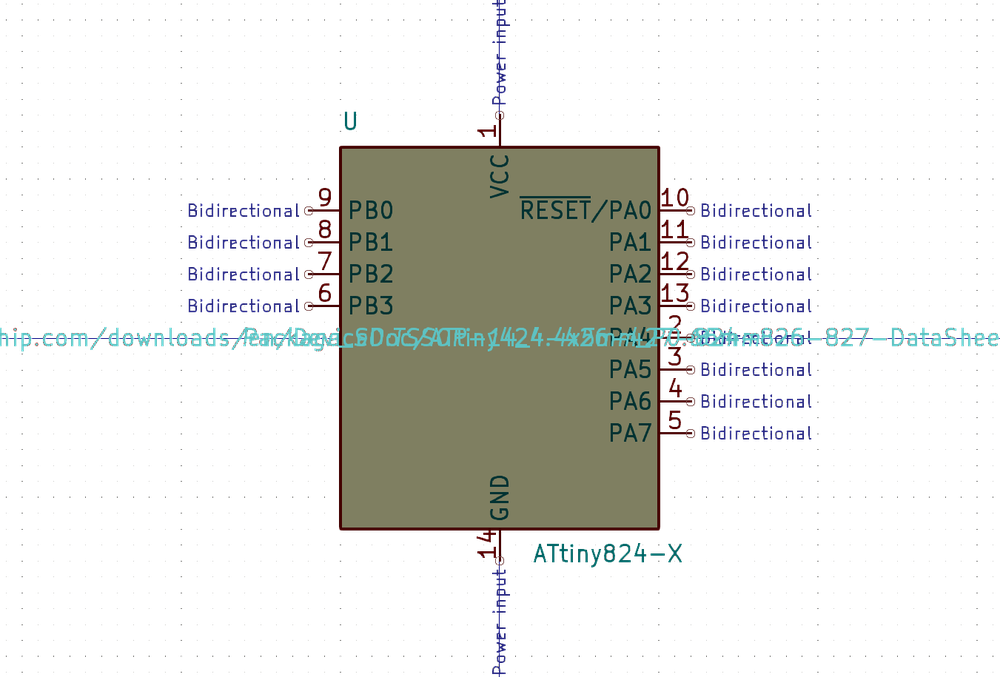 Power input
U
1
VCC
Bidirectional 9 PB0
RESET/PA0 10 Bidirectional
Bidirectional 8 PB1
PA1 11 Bidirectional
Bidirectional 7 PB2
PA2 12 Bidirectional
Bidirectional 6 PB3
PA3 13 Bidirectional
PA4 2 Bidirectional
PA5 3 Bidirectional
PA6 4 Bidirectional
PA7 5 Bidirectional
GND
14
ATtiny824-X
Power input